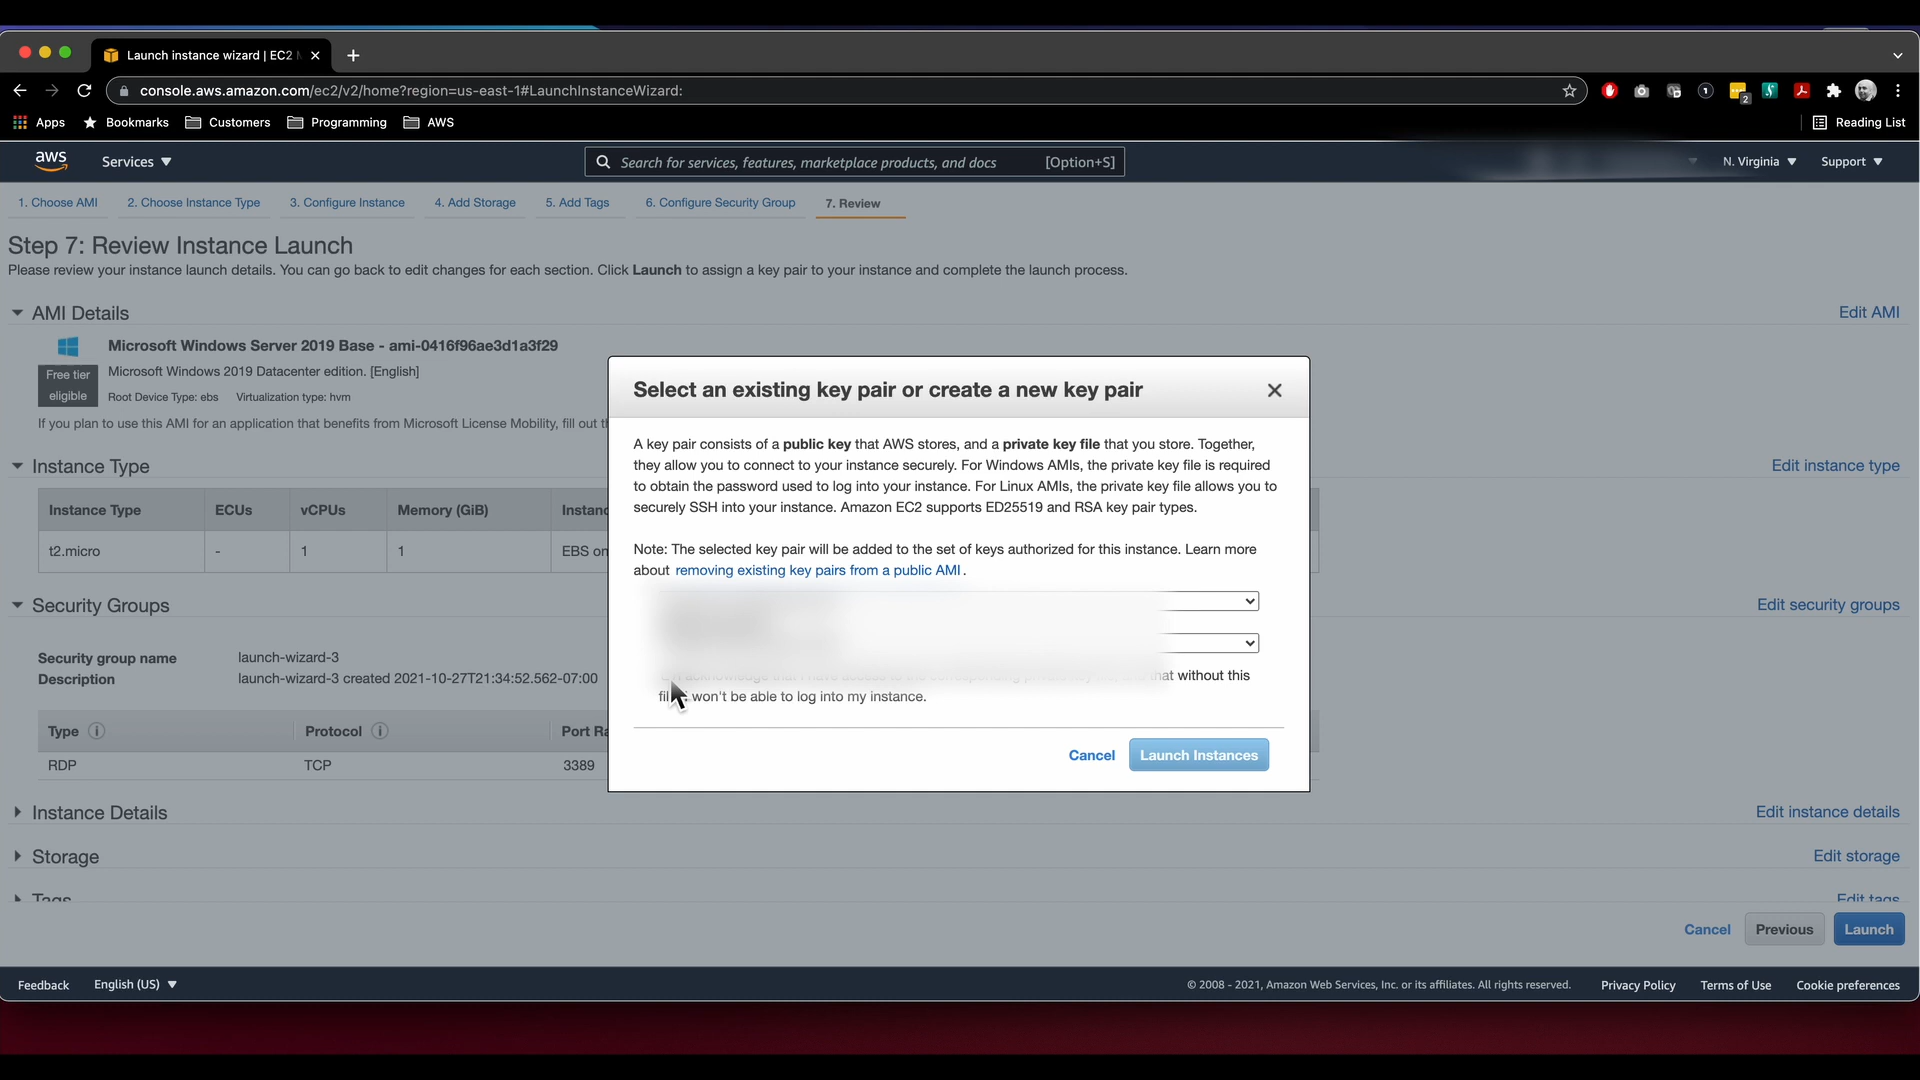 Launch instance wizard | EC2 M
console.aws.amazon.com/ec2/v2/home?region=us-east-1#LaunchInstanceWizard:
2
Apps Bookmarks Customers Programming AWS Reading List
aws Services Search for services, features, marketplace products, and docs [Option+S] N. Virginia Support
1. Choose AMI 2. Choose Instance Type 3. Configure Instance 4. Add Storage 5. Add Tags 6. Configure Security Group 7. Review
Step 7: Review Instance Launch
Please review your instance launch details. You can go back to edit changes for each section. Click Launch to assign a key pair to your instance and complete the launch process.
AMI Details Edit AMI
Microsoft Windows Server 2019 Base - ami-0416f96ae3d1a3f29
Free tier eligible
Microsoft Windows 2019 Datacenter edition. [English]
Root Device Type: ebs Virtualization type: hvm
If you plan to use this AMI for an application that benefits from Microsoft License Mobility, fill out th
Instance Type Edit instance type
Instance Type ECUs vCPUs Memory (GiB) Instanc
t2.micro - 1 1 EBS on
Security Groups Edit security groups
Security group name launch-wizard-3
Description launch-wizard-3 created 2021-10-27T21:34:52.562-07:00
Type Protocol Port Ra
RDP TCP 3389
Instance Details Edit instance details
Storage Edit storage
Tags Edit tags
Select an existing key pair or create a new key pair
A key pair consists of a public key that AWS stores, and a private key file that you store. Together,
they allow you to connect to your instance securely. For Windows AMIs, the private key file is required
to obtain the password used to log into your instance. For Linux AMIs, the private key file allows you to
securely SSH into your instance. Amazon EC2 supports ED25519 and RSA key pair types.
Note: The selected key pair will be added to the set of keys authorized for this instance. Learn more
about removing existing key pairs from a public AMI .
that without this
won't be able to log into my instance.
Cancel Launch Instances
Cancel Previous Launch
Feedback English (US) © 2008 - 2021, Amazon Web Services, Inc. or its affiliates. All rights reserved. Privacy Policy Terms of Use Cookie preferences